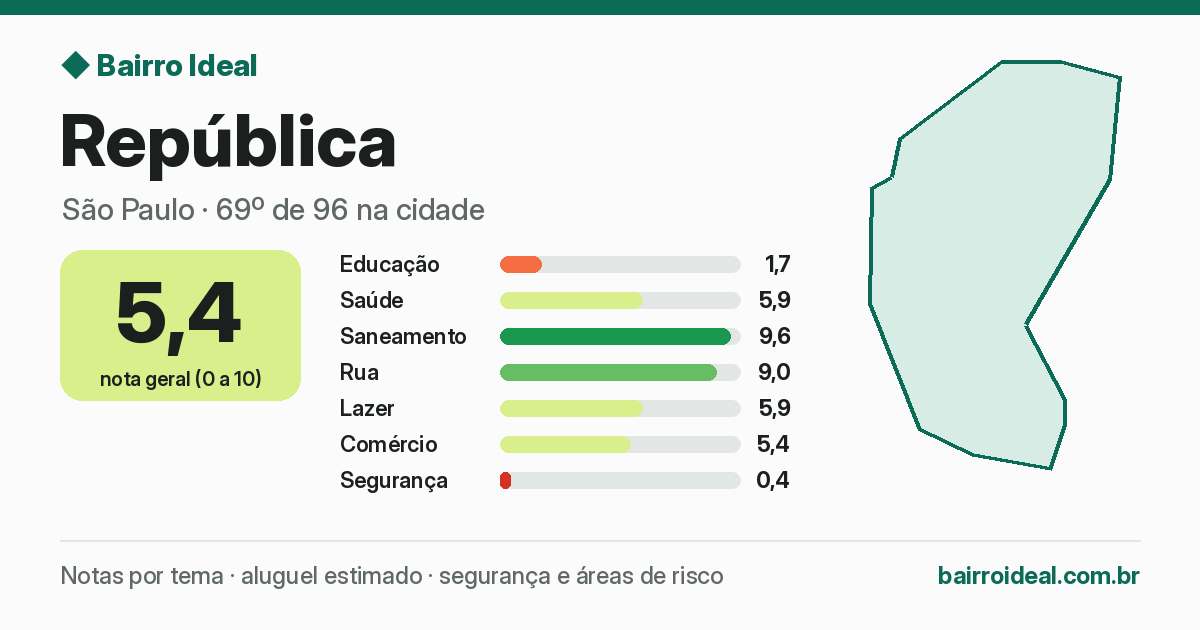 Bairro Ideal
República
São Paulo · 69º de 96 na cidade
5,4
nota geral (0 a 10)
Educação 1,7
Saúde 5,9
Saneamento 9,6
Rua 9,0
Lazer 5,9
Comércio 5,4
Segurança 0,4
Notas por tema · aluguel estimado · segurança e áreas de risco
bairroideal.com.br